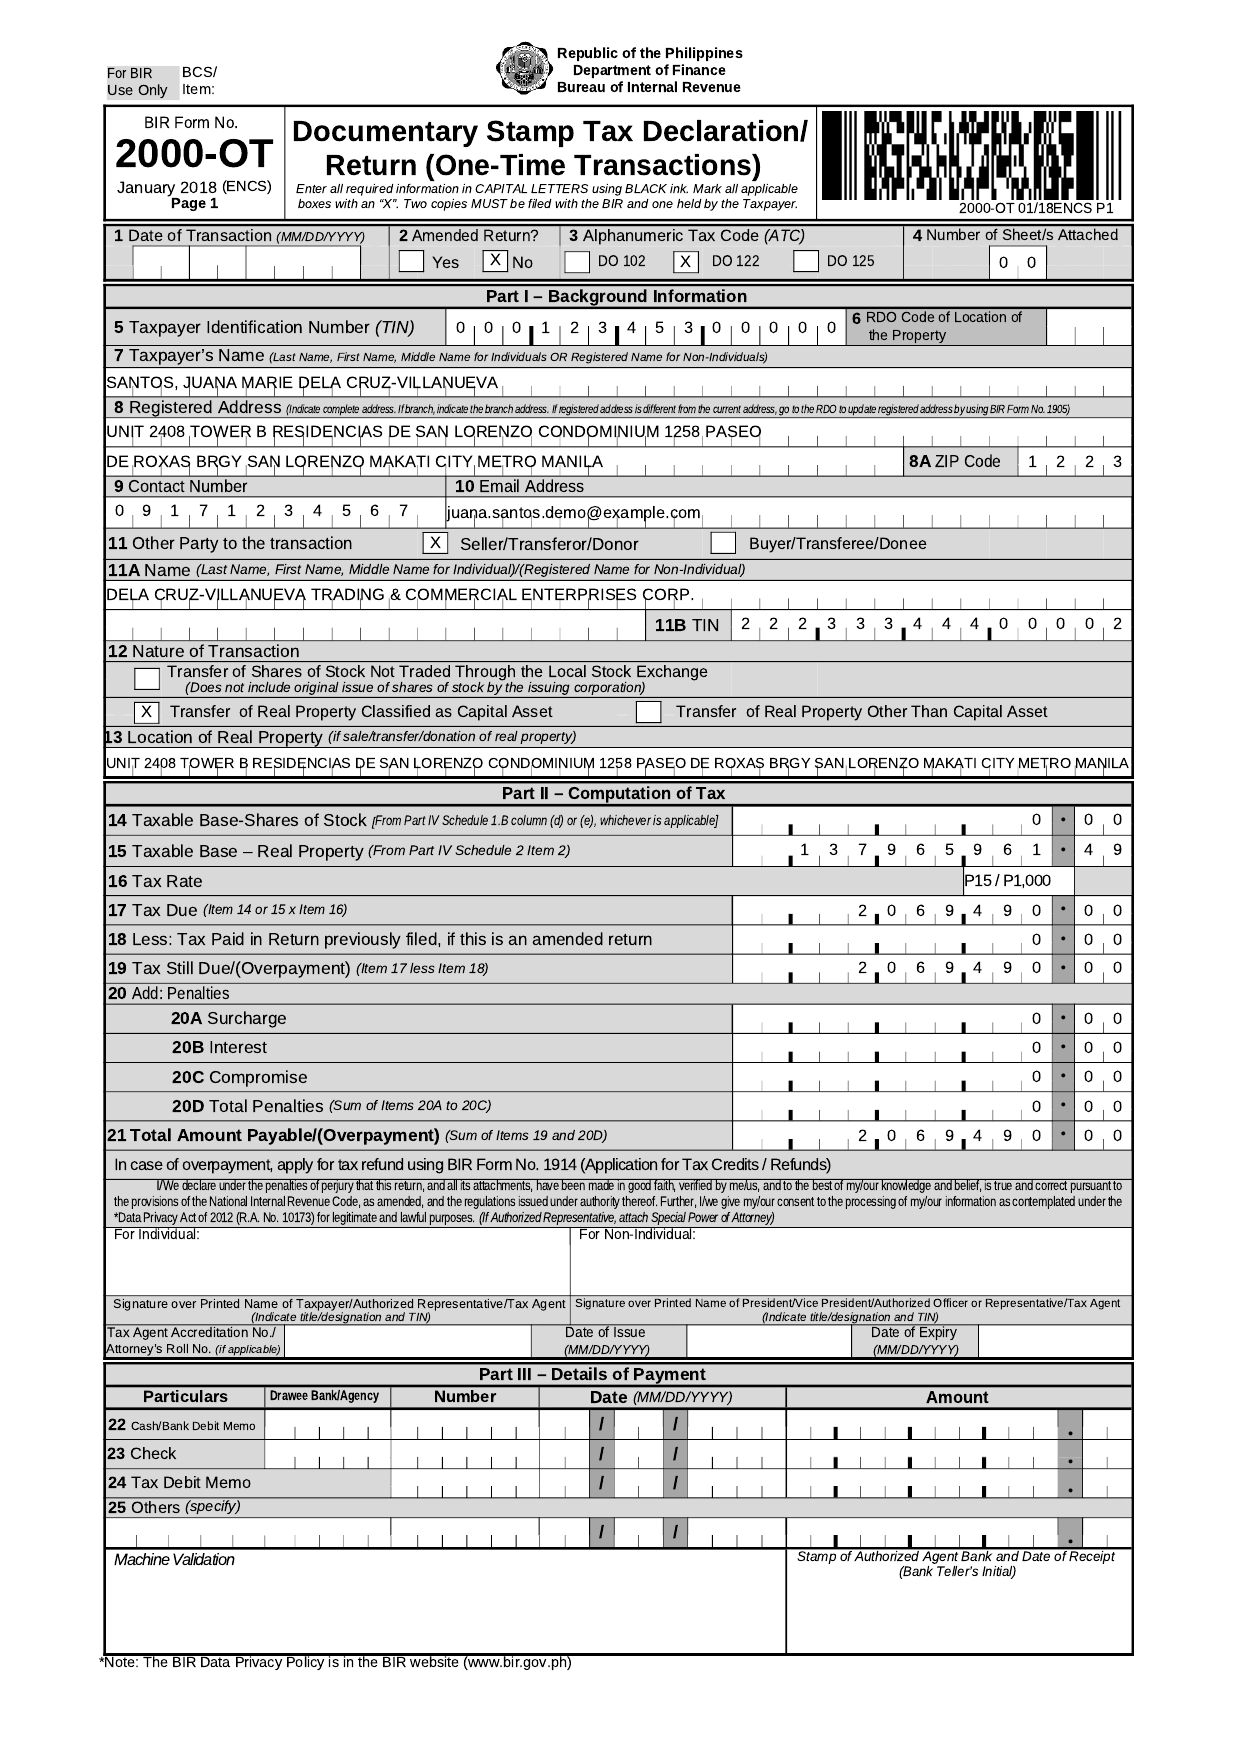 Republic of the Philippines
Department of Finance
Bureau of Internal Revenue
For BIR BCS/
Use Only Item:
BIR Form No.
2000-OT
January 2018 (ENCS)
Page 1
Documentary Stamp Tax Declaration/
Return (One-Time Transactions)
Enter all required information in CAPITAL LETTERS using BLACK ink. Mark all applicable
boxes with an “X”. Two copies MUST be filed with the BIR and one held by the Taxpayer.
2000-OT 01/18ENCS P1
1 Date of Transaction (MM/DD/YYYY) 2 Amended Return? 3 Alphanumeric Tax Code (ATC) 4 Number of Sheet/s Attached
Yes X No DO 102 X DO 122 DO 125 0 0
Part I – Background Information
5 Taxpayer Identification Number (TIN) 0 0 0 1 2 3 4 5 3 0 0 0 0 0 6 RDO Code of Location of
the Property
7 Taxpayer’s Name (Last Name, First Name, Middle Name for Individuals OR Registered Name for Non-Individuals)
SANTOS, JUANA MARIE DELA CRUZ-VILLANUEVA
8 Registered Address (Indicate complete address. If branch, indicate the branch address. If registered address is different from the current address, go to the RDO to update registered address by using BIR Form No. 1905)
UNIT 2408 TOWER B RESIDENCIAS DE SAN LORENZO CONDOMINIUM 1258 PASEO
DE ROXAS BRGY SAN LORENZO MAKATI CITY METRO MANILA 8A ZIP Code 1 2 2 3
9 Contact Number 10 Email Address
0 9 1 7 1 2 3 4 5 6 7 juana.santos.demo@example.com
11 Other Party to the transaction X Seller/Transferor/Donor Buyer/Transferee/Donee
11A Name (Last Name, First Name, Middle Name for Individual)/(Registered Name for Non-Individual)
DELA CRUZ-VILLANUEVA TRADING & COMMERCIAL ENTERPRISES CORP.
11B TIN 2 2 2 3 3 3 4 4 4 0 0 0 0 2
12 Nature of Transaction
Transfer of Shares of Stock Not Traded Through the Local Stock Exchange
(Does not include original issue of shares of stock by the issuing corporation)
X Transfer of Real Property Classified as Capital Asset Transfer of Real Property Other Than Capital Asset
13 Location of Real Property (if sale/transfer/donation of real property)
UNIT 2408 TOWER B RESIDENCIAS DE SAN LORENZO CONDOMINIUM 1258 PASEO DE ROXAS BRGY SAN LORENZO MAKATI CITY METRO MANILA
Part II – Computation of Tax
14 Taxable Base-Shares of Stock [From Part IV Schedule 1.B column (d) or (e), whichever is applicable] 0 • 0 0
15 Taxable Base – Real Property (From Part IV Schedule 2 Item 2) 1 3 7 9 6 5 9 6 1 • 4 9
16 Tax Rate P15 / P1,000
17 Tax Due (Item 14 or 15 x Item 16) 2 0 6 9 4 9 0 • 0 0
18 Less: Tax Paid in Return previously filed, if this is an amended return 0 • 0 0
19 Tax Still Due/(Overpayment) (Item 17 less Item 18) 2 0 6 9 4 9 0 • 0 0
20 Add: Penalties
20A Surcharge 0 • 0 0
20B Interest 0 • 0 0
20C Compromise 0 • 0 0
20D Total Penalties (Sum of Items 20A to 20C) 0 • 0 0
21 Total Amount Payable/(Overpayment) (Sum of Items 19 and 20D) 2 0 6 9 4 9 0 • 0 0
In case of overpayment, apply for tax refund using BIR Form No. 1914 (Application for Tax Credits / Refunds)
I/We declare under the penalties of perjury that this return, and all its attachments, have been made in good faith, verified by me/us, and to the best of my/our knowledge and belief, is true and correct pursuant to
the provisions of the National Internal Revenue Code, as amended, and the regulations issued under authority thereof. Further, I/we give my/our consent to the processing of my/our information as contemplated under the
*Data Privacy Act of 2012 (R.A. No. 10173) for legitimate and lawful purposes. (If Authorized Representative, attach Special Power of Attorney)
For Individual: For Non-Individual:
Signature over Printed Name of Taxpayer/Authorized Representative/Tax Agent Signature over Printed Name of President/Vice President/Authorized Officer or Representative/Tax Agent
(Indicate title/designation and TIN) (Indicate title/designation and TIN)
Tax Agent Accreditation No./ Date of Issue Date of Expiry
Attorney’s Roll No. (if applicable) (MM/DD/YYYY) (MM/DD/YYYY)
Part III – Details of Payment
Particulars Drawee Bank/Agency Number Date (MM/DD/YYYY) Amount
22 Cash/Bank Debit Memo / / .
23 Check / / .
24 Tax Debit Memo / / .
25 Others (specify)
/ / .
Machine Validation Stamp of Authorized Agent Bank and Date of Receipt
(Bank Teller’s Initial)
*Note: The BIR Data Privacy Policy is in the BIR website (www.bir.gov.ph)